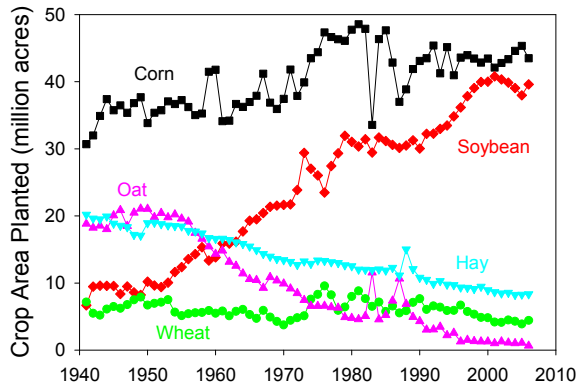 Crop Area Planted (million acres)
50
40
30
20
10
0
Corn
Soybean
Oat
Hay
Wheat
1940 1950 1960 1970 1980 1990 2000 2010